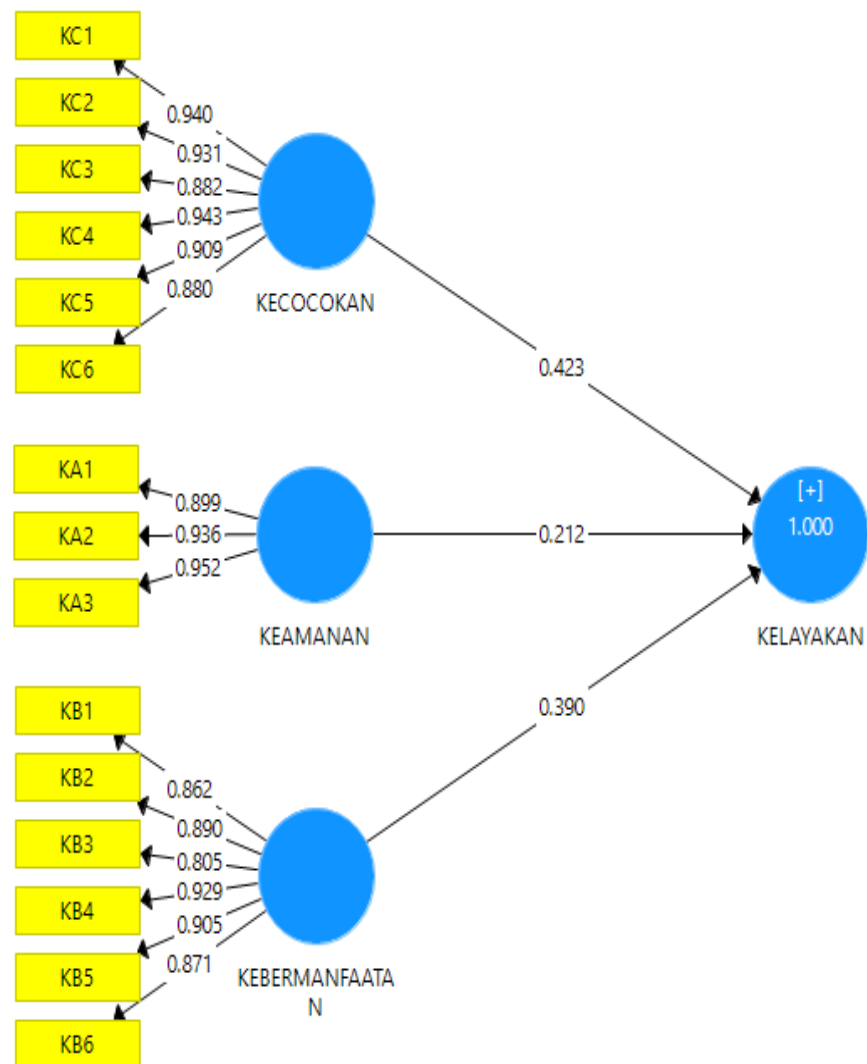 KC1
KC2
KC3
KC4
KC5
KC6
0.940
0.931
0.882
0.943
0.909
0.880
KECOCOKAN
0.423
KA1
KA2
KA3
0.899
0.936
0.952
KEAMANAN
0.212
[+]
1.000
KELAYAKAN
KB1
KB2
KB3
KB4
KB5
KB6
0.862
0.890
0.805
0.929
0.905
0.871
KEBERMANFAATA
N
0.390